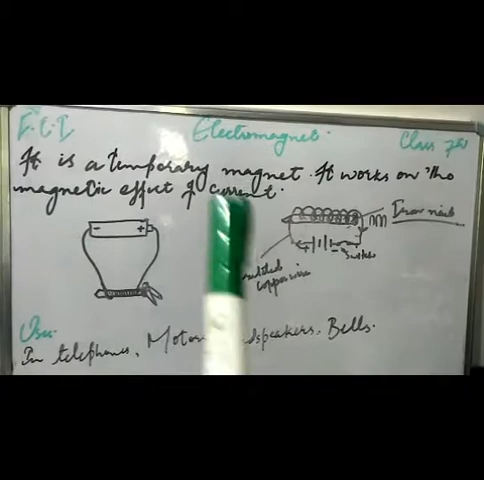 Electromagnet.
Class 7th
It is a temporary magnet. It works on the
magnetic effect of current.
- +
Iron nail
Switch
copper wire
Use:
In telephones, Motors, speakers, Bells.